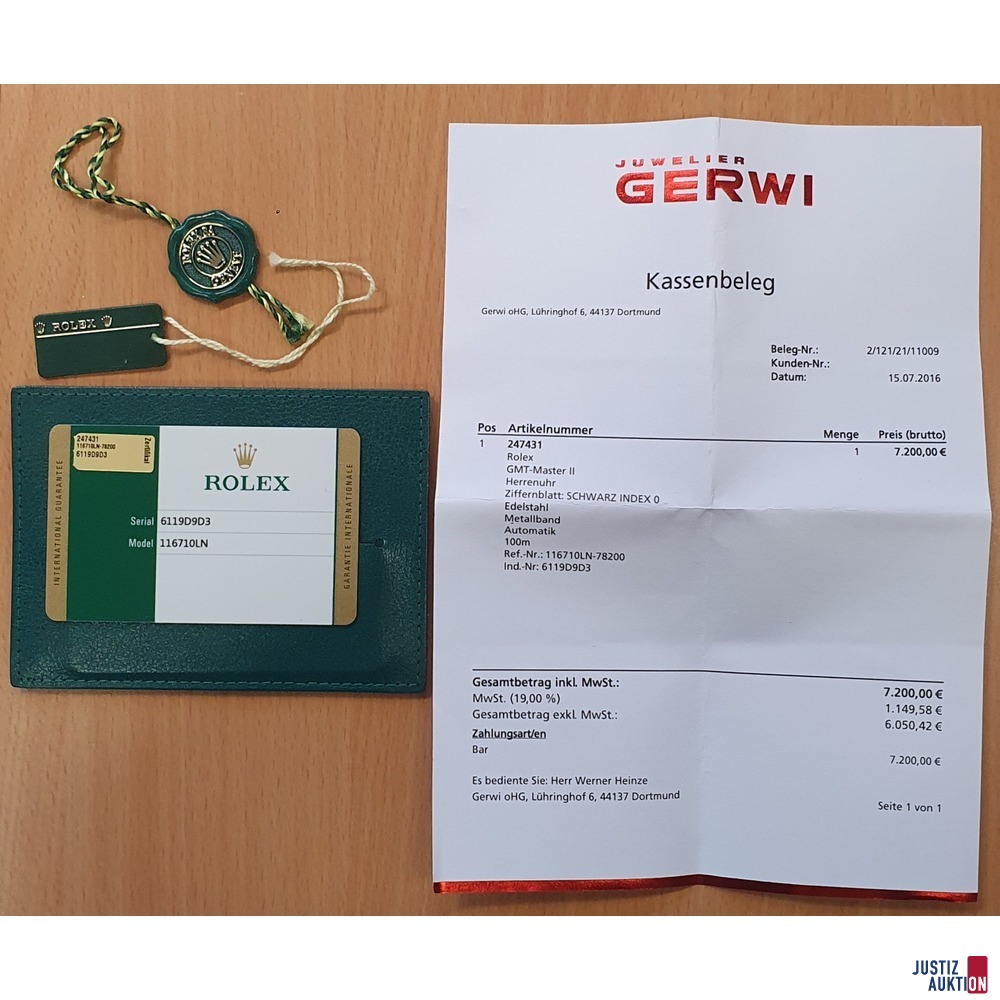 ROLEX SA
GENEVE
ROLEX
INTERNATIONAL GUARANTEE
247431
116710LN-78200
6119D9D3
Zertifikat
ROLEX
Serial 6119D9D3
Model 116710LN
GARANTIE INTERNATIONALE
JUWELIER
GERWI
Kassenbeleg
Gerwi oHG, Lühringhof 6, 44137 Dortmund
Beleg-Nr.: 2/121/21/11009
Kunden-Nr.:
Datum: 15.07.2016
Pos Artikelnummer Menge Preis (brutto)
1 247431 1 7.200,00 €
Rolex
GMT-Master II
Herrenuhr
Ziffernblatt: SCHWARZ INDEX 0
Edelstahl
Metallband
Automatik
100m
Ref.-Nr.: 116710LN-78200
Ind.-Nr: 6119D9D3
Gesamtbetrag inkl. MwSt.: 7.200,00 €
MwSt. (19,00 %) 1.149,58 €
Gesamtbetrag exkl. MwSt.: 6.050,42 €
Zahlungsart/en
Bar 7.200,00 €
Es bediente Sie: Herr Werner Heinze
Gerwi oHG, Lühringhof 6, 44137 Dortmund
Seite 1 von 1
JUSTIZ
AUKTION